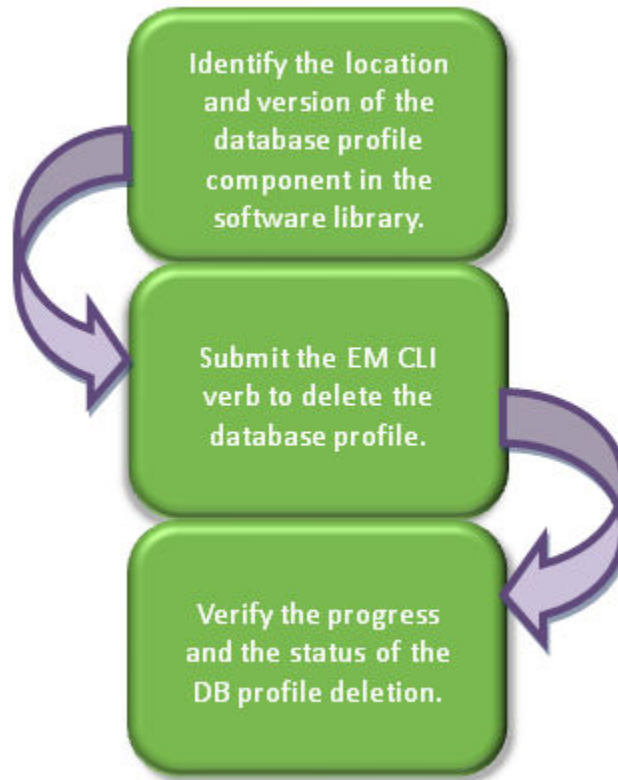 Identify the location
and version of the
database profile
component in the
software library.
Submit the EM CLI
verb to delete the
database profile.
Verify the progress
and the status of the
DB profile deletion.